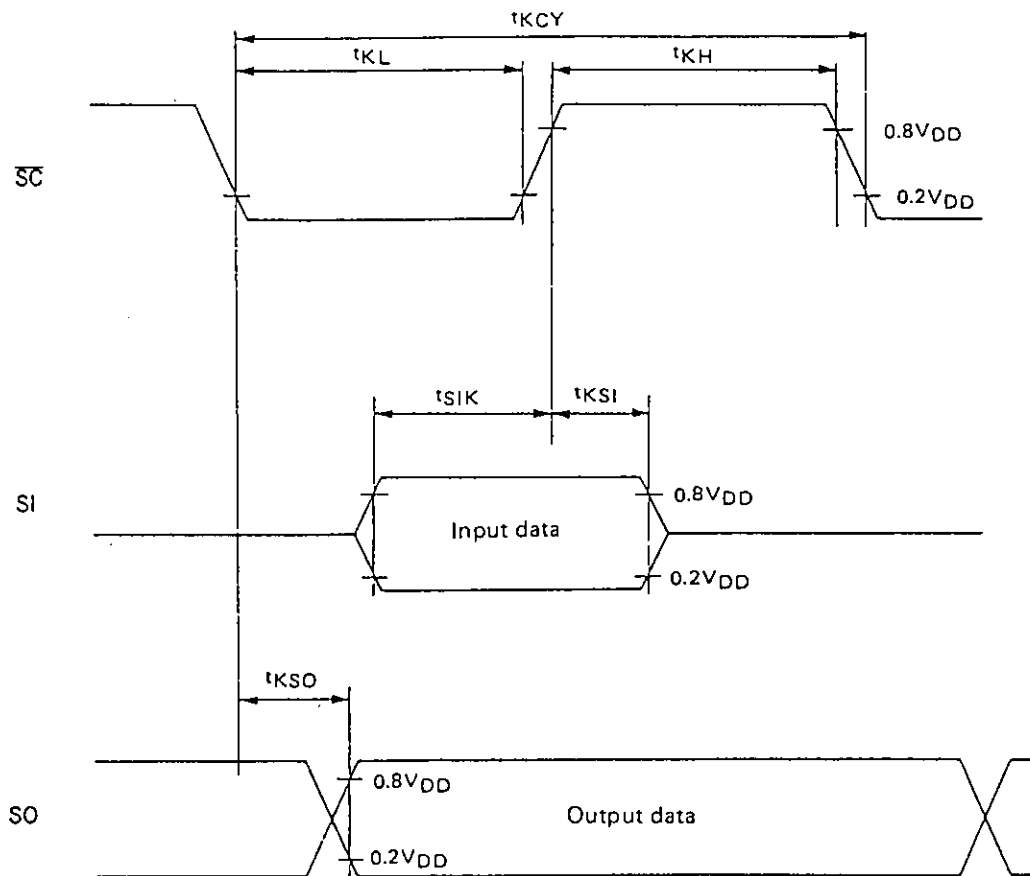 tKCY
tKL
tKH
0.8VDD
SC
0.2VDD
tSIK
tKSI
SI
0.8VDD
Input data
0.2VDD
tKSO
0.8VDD
SO
Output data
0.2VDD